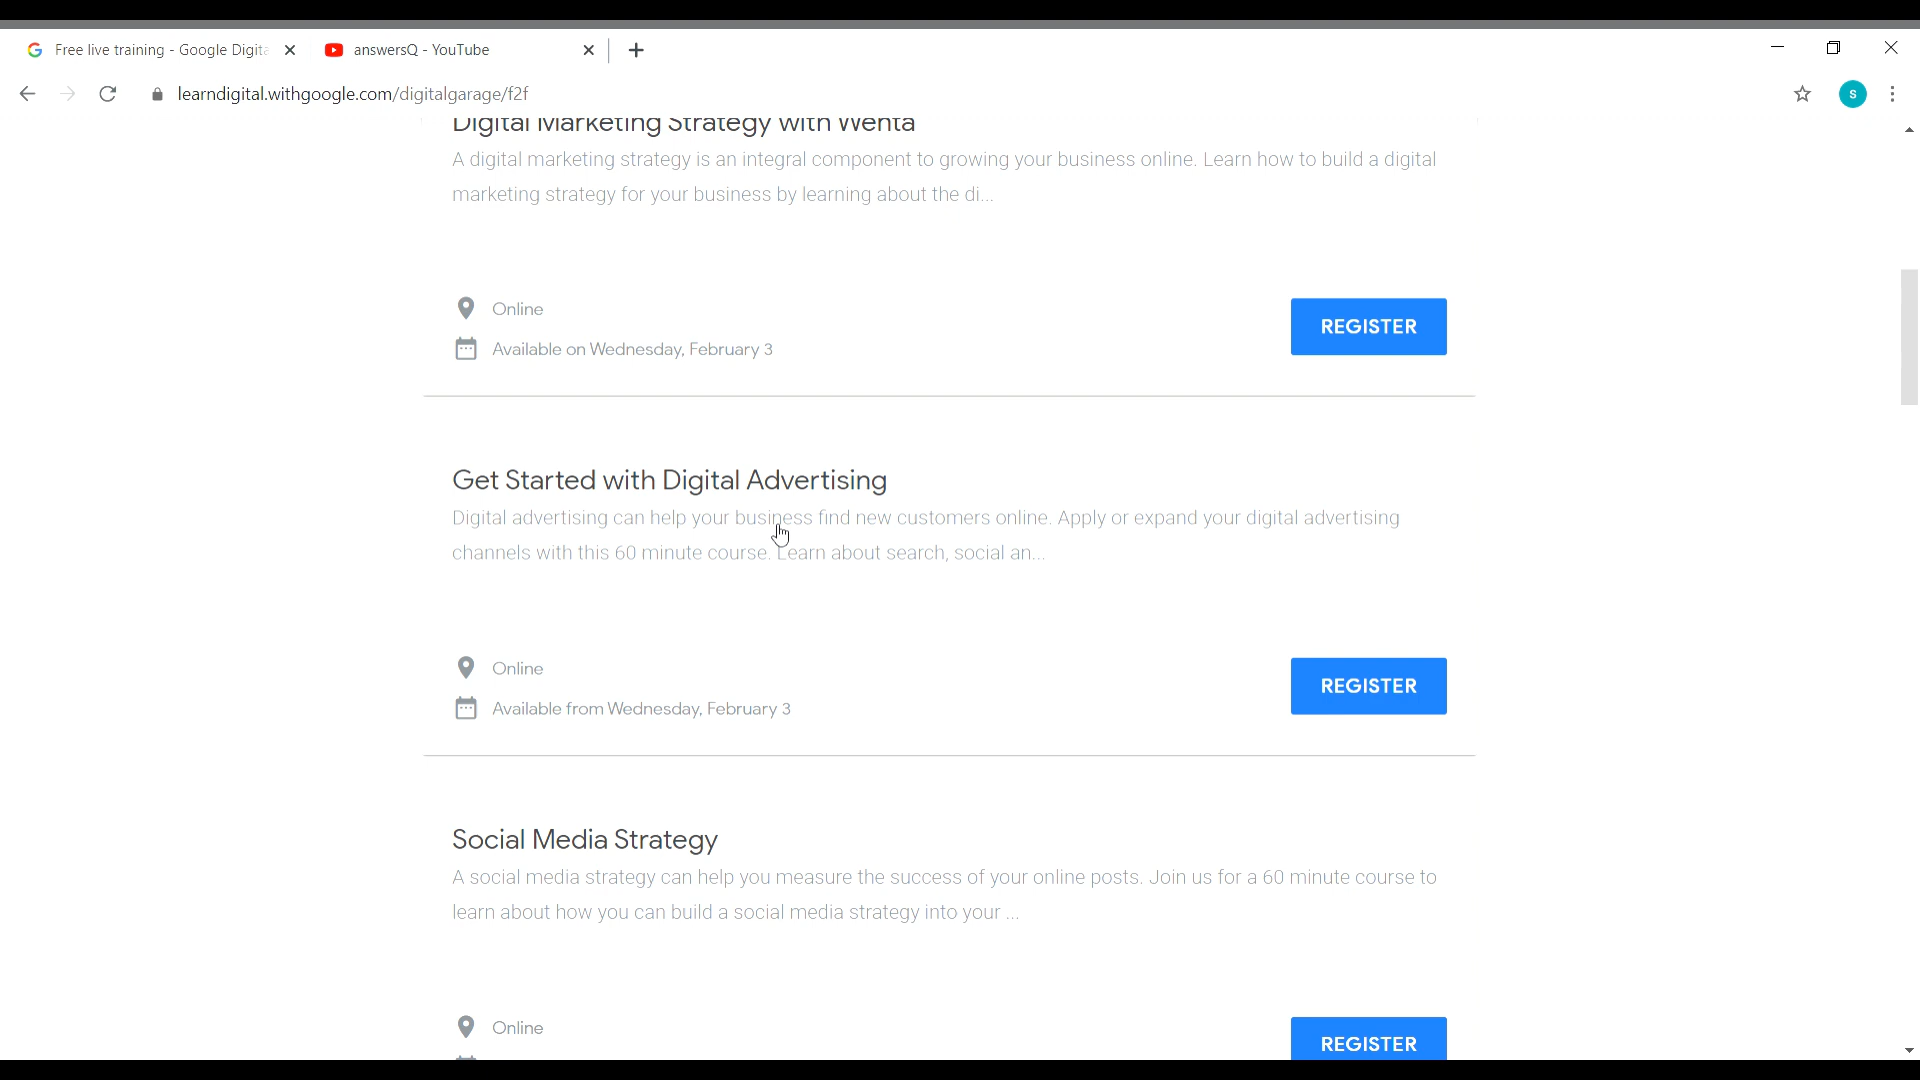 Free live training - Google Digita
answersQ - YouTube
learndigital.withgoogle.com/digitalgarage/f2f
S
Digital Marketing Strategy with Wenta
A digital marketing strategy is an integral component to growing your business online. Learn how to build a digital
marketing strategy for your business by learning about the di...
Online
Available on Wednesday, February 3
REGISTER
Get Started with Digital Advertising
Digital advertising can help your business find new customers online. Apply or expand your digital advertising
channels with this 60 minute course. Learn about search, social an...
Online
Available from Wednesday, February 3
REGISTER
Social Media Strategy
A social media strategy can help you measure the success of your online posts. Join us for a 60 minute course to
learn about how you can build a social media strategy into your ...
Online
REGISTER